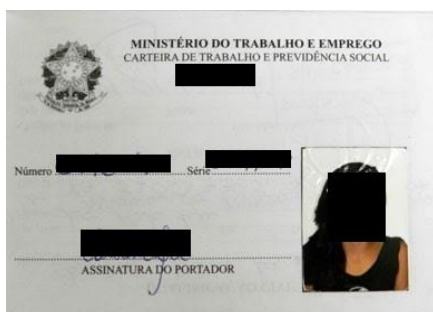 MINISTÉRIO DO TRABALHO E EMPREGO
CARTEIRA DE TRABALHO E PREVIDÊNCIA SOCIAL
Número Série
ASSINATURA DO PORTADOR